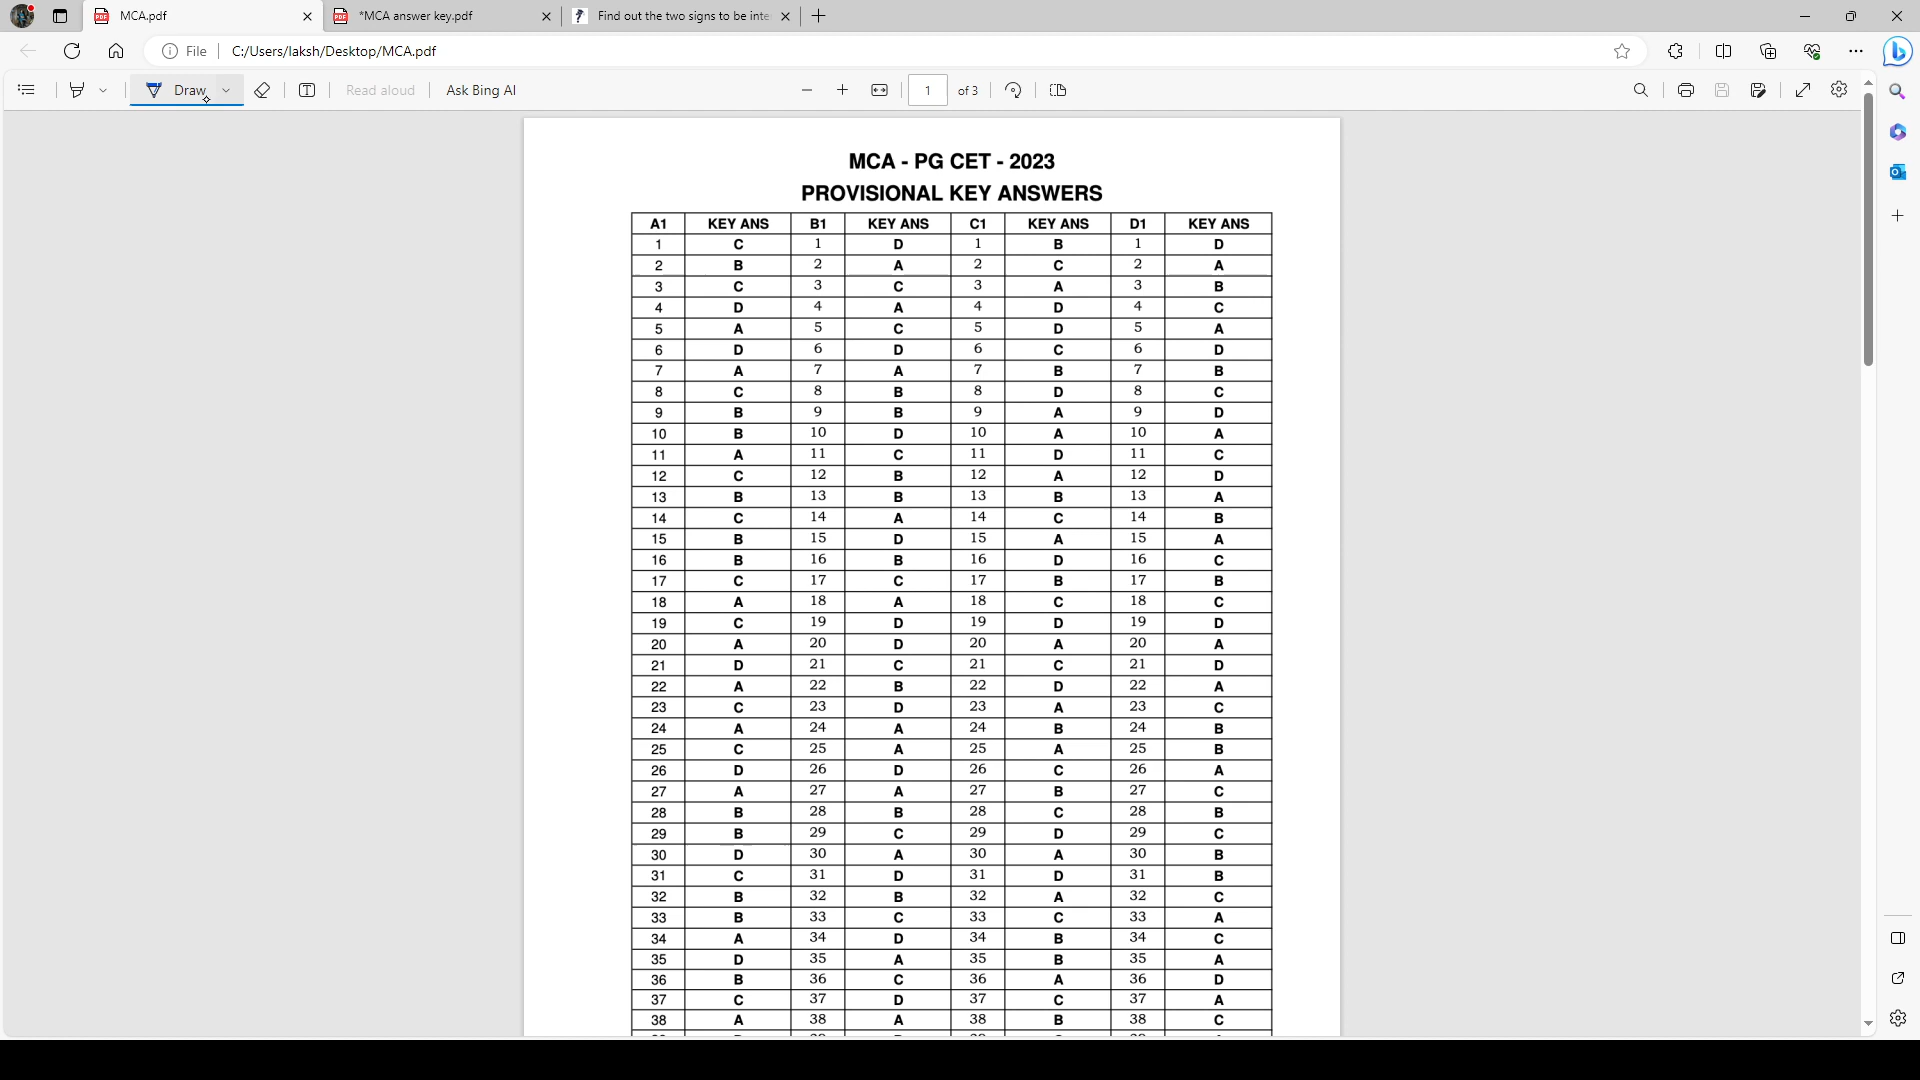 MCA.pdf
*MCA answer key.pdf
Find out the two signs to be inte
File C:/Users/laksh/Desktop/MCA.pdf
Draw
Read aloud
Ask Bing AI
1 of 3
MCA - PG CET - 2023
PROVISIONAL KEY ANSWERS
A1 KEY ANS B1 KEY ANS C1 KEY ANS D1 KEY ANS
1 C 1 D 1 B 1 D
2 B 2 A 2 C 2 A
3 C 3 C 3 A 3 B
4 D 4 A 4 D 4 C
5 A 5 C 5 D 5 A
6 D 6 D 6 C 6 D
7 A 7 A 7 B 7 B
8 C 8 B 8 D 8 C
9 B 9 B 9 A 9 D
10 B 10 D 10 A 10 A
11 A 11 C 11 D 11 C
12 C 12 B 12 A 12 D
13 B 13 B 13 B 13 A
14 C 14 A 14 C 14 B
15 B 15 D 15 A 15 A
16 B 16 B 16 D 16 C
17 C 17 C 17 B 17 B
18 A 18 A 18 C 18 C
19 C 19 D 19 D 19 D
20 A 20 D 20 A 20 A
21 D 21 C 21 C 21 D
22 A 22 B 22 D 22 A
23 C 23 D 23 A 23 C
24 A 24 A 24 B 24 B
25 C 25 A 25 A 25 B
26 D 26 D 26 C 26 A
27 A 27 A 27 B 27 C
28 B 28 B 28 C 28 B
29 B 29 C 29 D 29 C
30 D 30 A 30 A 30 B
31 C 31 D 31 D 31 B
32 B 32 B 32 A 32 C
33 B 33 C 33 C 33 A
34 A 34 D 34 B 34 C
35 D 35 A 35 B 35 A
36 B 36 C 36 A 36 D
37 C 37 D 37 C 37 A
38 A 38 A 38 B 38 C